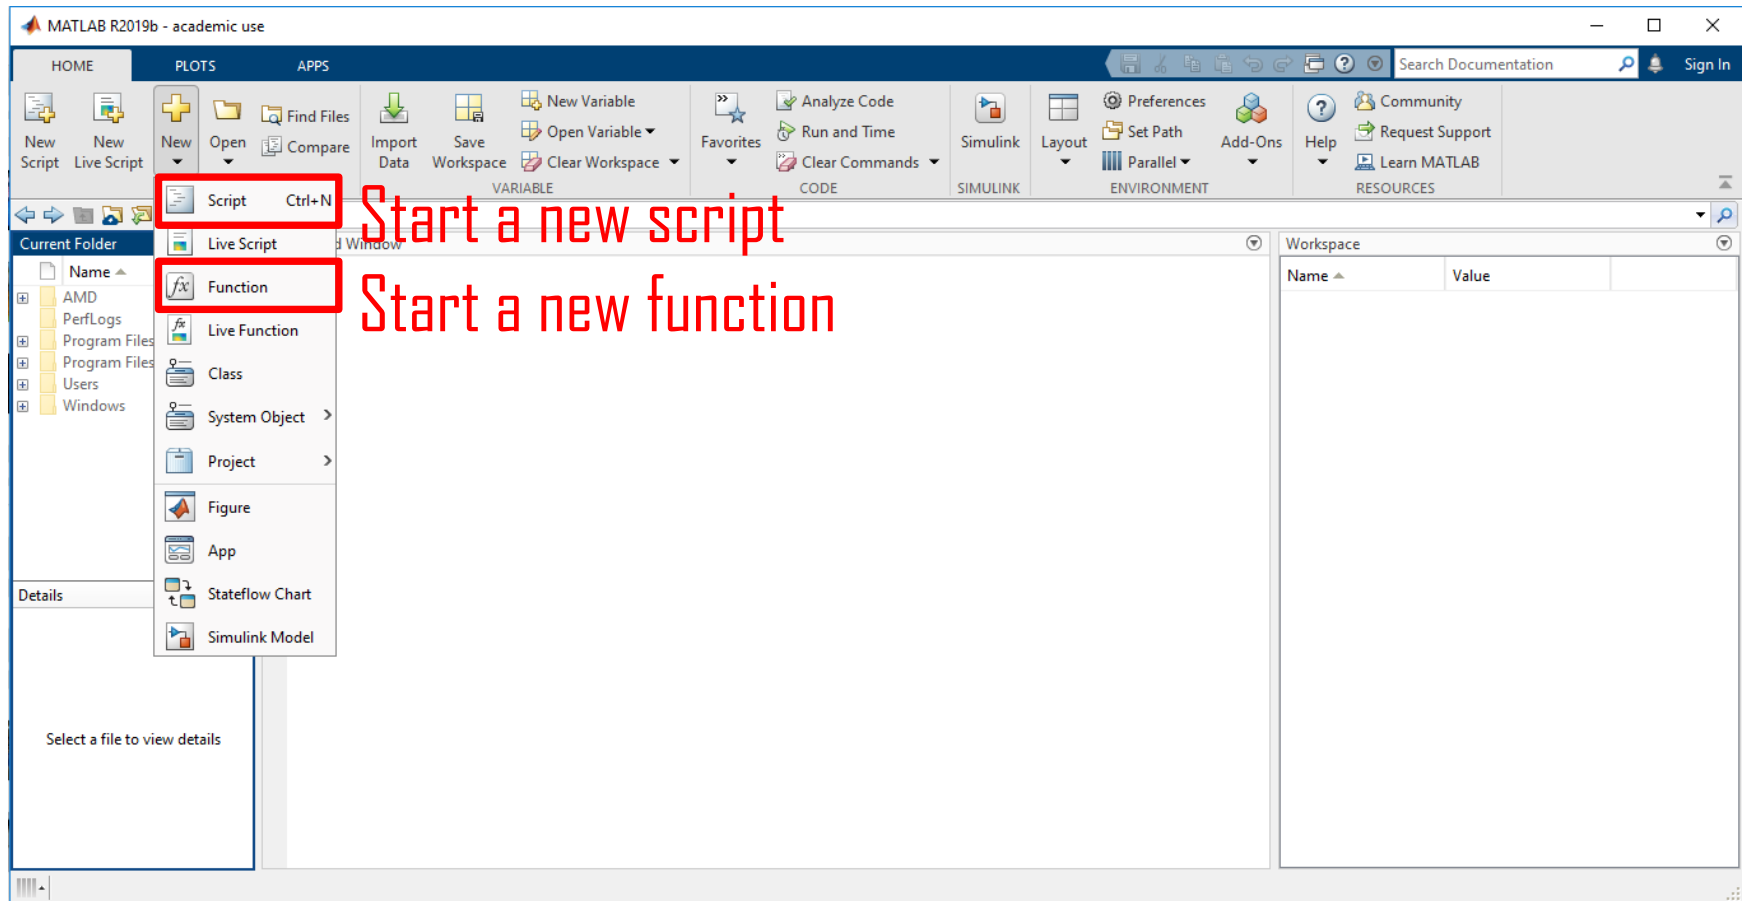 MATLAB R2019b - academic use
HOME PLOTS APPS
Search Documentation
Sign In
New Script
New Live Script
New
Open
Find Files
Compare
Import Data
Save Workspace
New Variable
Open Variable
Clear Workspace
VARIABLE
Favorites
Analyze Code
Run and Time
Clear Commands
CODE
Simulink
SIMULINK
Layout
Preferences
Set Path
Parallel
Add-Ons
ENVIRONMENT
Help
Community
Request Support
Learn MATLAB
RESOURCES
Script Ctrl+N
Start a new script
Live Script
Function
Start a new function
Live Function
Class
System Object
Project
Figure
App
Stateflow Chart
Simulink Model
Current Folder
Name
AMD
PerfLogs
Program Files
Program Files
Users
Windows
Details
Select a file to view details
d Window
Workspace
Name Value